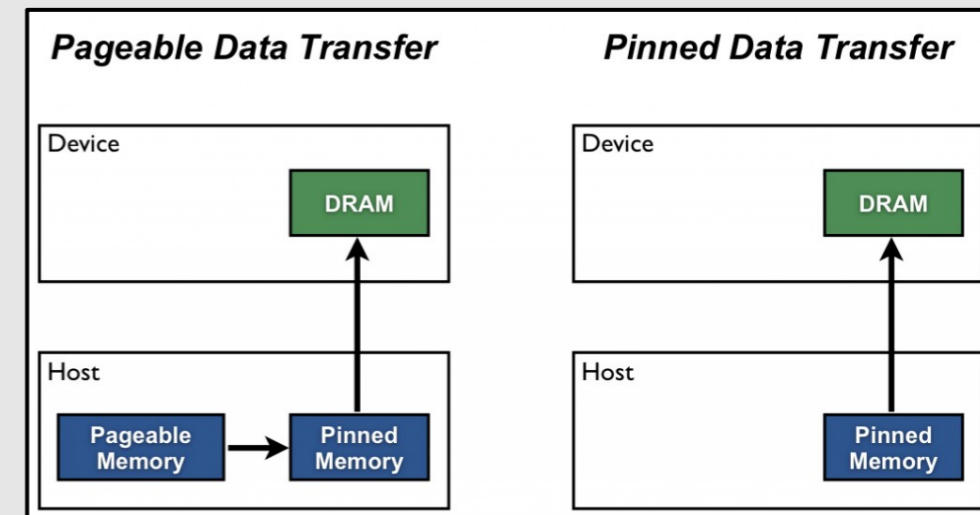 Pageable Data Transfer
Pinned Data Transfer
Device
DRAM
Device
DRAM
Host
Pageable
Memory
Pinned
Memory
Host
Pinned
Memory